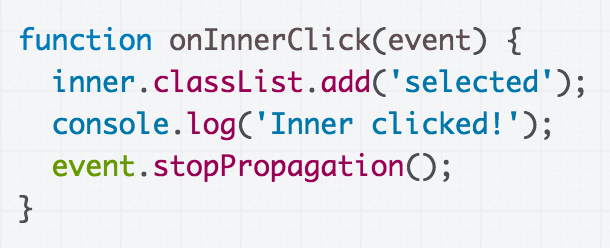 function onInnerClick(event) {
  inner.classList.add('selected');
  console.log('Inner clicked!');
  event.stopPropagation();
}